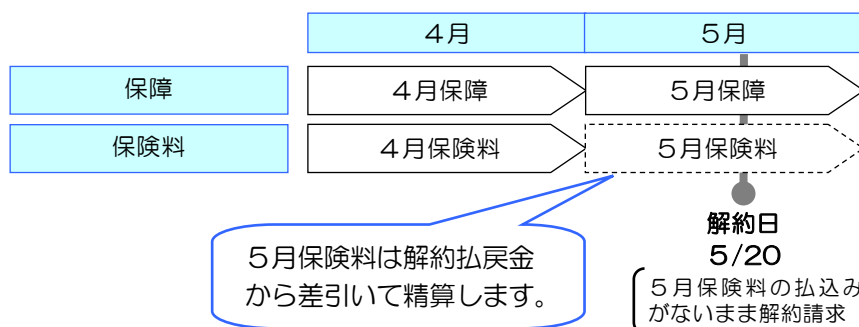 ４月
５月
保障
４月保障
５月保障
保険料
４月保険料
５月保険料
解約日
5/20
５月保険料は解約払戻金
から差引いて精算します。
５月保険料の払込み
がないまま解約請求